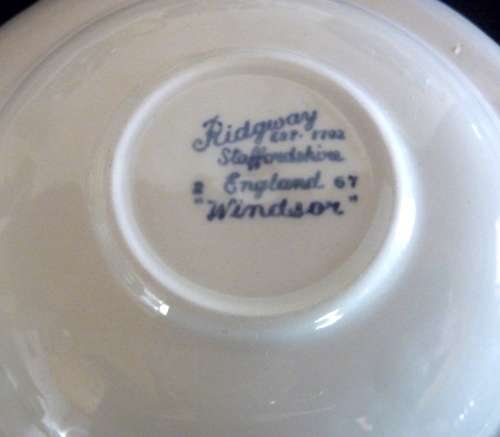 Ridgway
EST. 1792
Staffordshire
2 England 67
"Windsor"